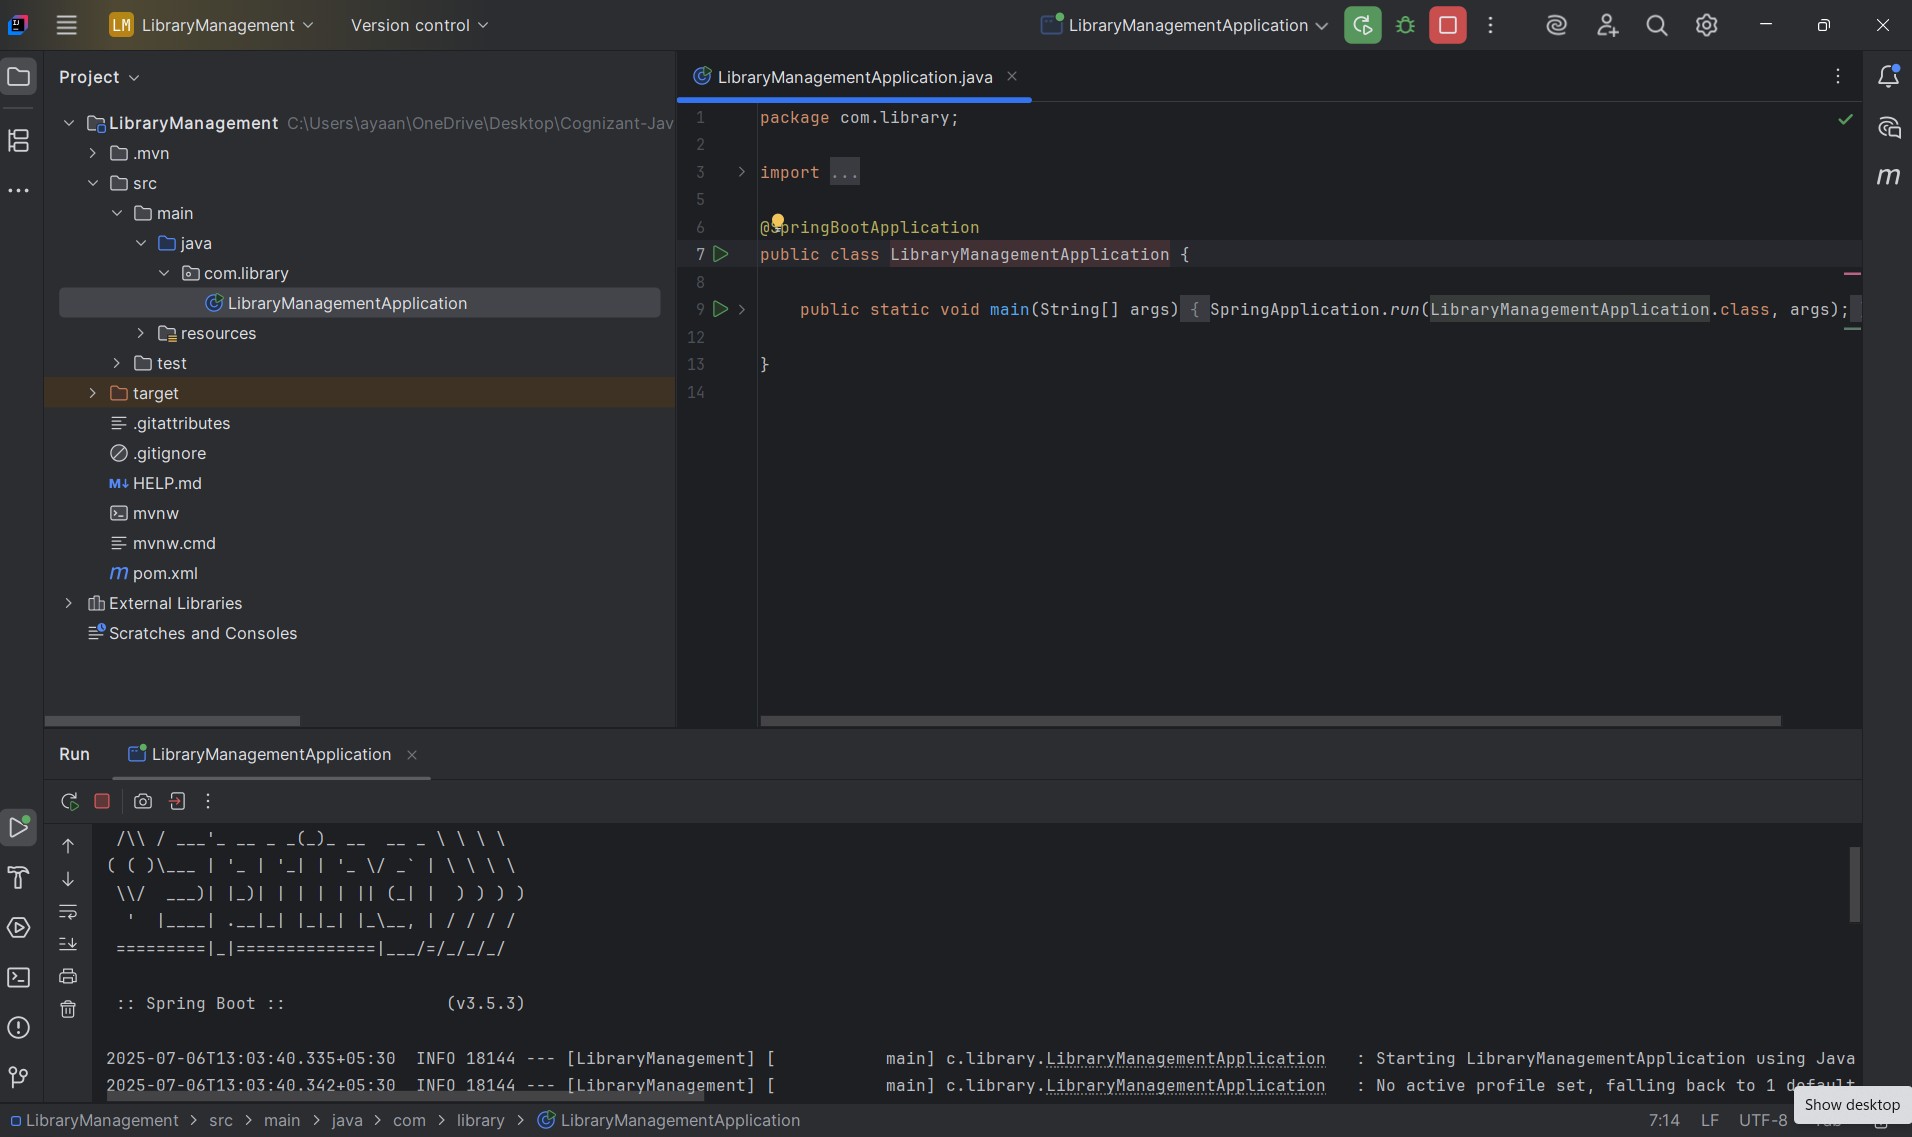 LM LibraryManagement Version control LibraryManagementApplication
Project
LibraryManagementApplication.java
LibraryManagement C:\Users\ayaan\OneDrive\Desktop\Cognizant-Jav
.mvn
src
main
java
com.library
LibraryManagementApplication
resources
test
target
.gitattributes
.gitignore
M↓ HELP.md
mvnw
mvnw.cmd
m pom.xml
External Libraries
Scratches and Consoles
1 package com.library;
2
3 import ...
5
6 @SpringBootApplication
7 public class LibraryManagementApplication {
8
9 public static void main(String[] args) { SpringApplication.run(LibraryManagementApplication.class, args);
12
13 }
14
m
Run LibraryManagementApplication
 /\\ / ___'_ __ _ _(_)_ __  __ _ \ \ \ \
( ( )\___ | '_ | '_| | '_ \/ _` | \ \ \ \
 \\/  ___)| |_)| | | | | || (_| |  ) ) ) )
  '  |____| .__|_| |_|_| |_\__, | / / / /
 =========|_|==============|___/=/_/_/_/
:: Spring Boot :: (v3.5.3)
2025-07-06T13:03:40.335+05:30 INFO 18144 --- [LibraryManagement] [ main] c.library.LibraryManagementApplication : Starting LibraryManagementApplication using Java
2025-07-06T13:03:40.342+05:30 INFO 18144 --- [LibraryManagement] [ main] c.library.LibraryManagementApplication : No active profile set, falling back to 1 default
Show desktop
LibraryManagement > src > main > java > com > library > LibraryManagementApplication 7:14 LF UTF-8